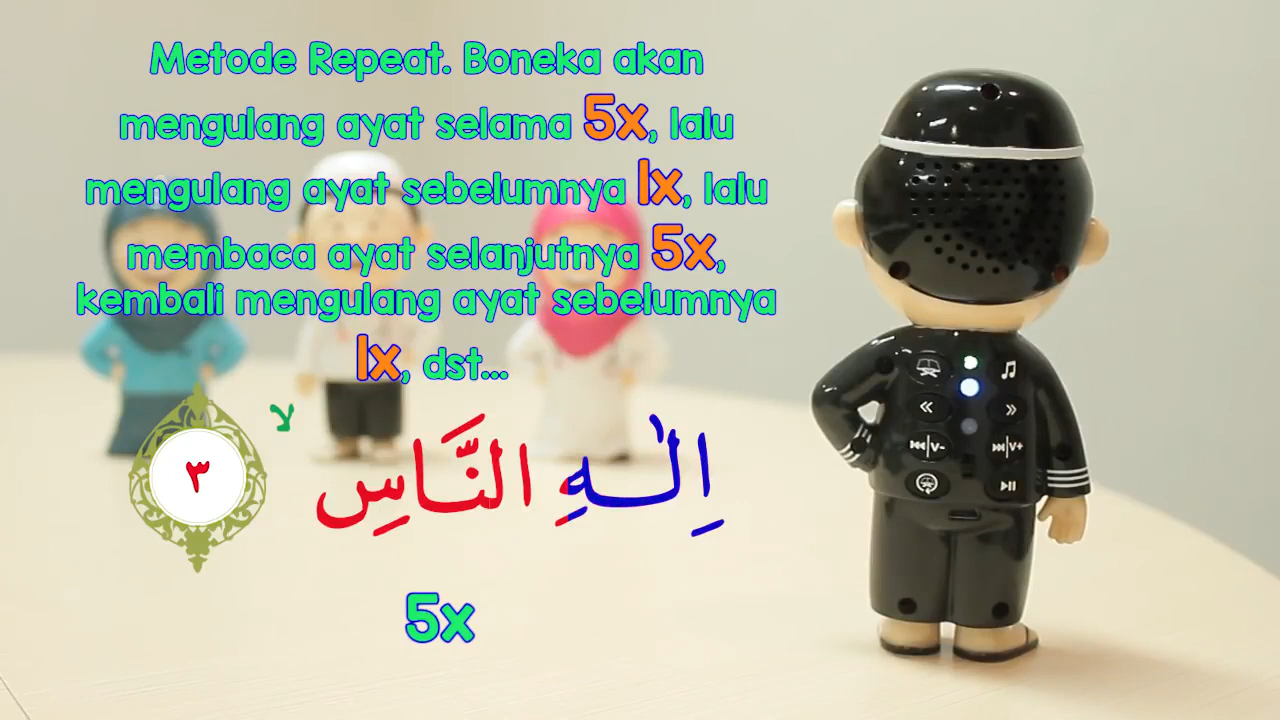 Metode Repeat. Boneka akan
mengulang ayat selama 5x, lalu
mengulang ayat sebelumnya 1x, lalu
membaca ayat selanjutnya 5x,
kembali mengulang ayat sebelumnya
1x, dst...
اِلٰهِ النَّاسِۙ ٣
5x
V-
V+